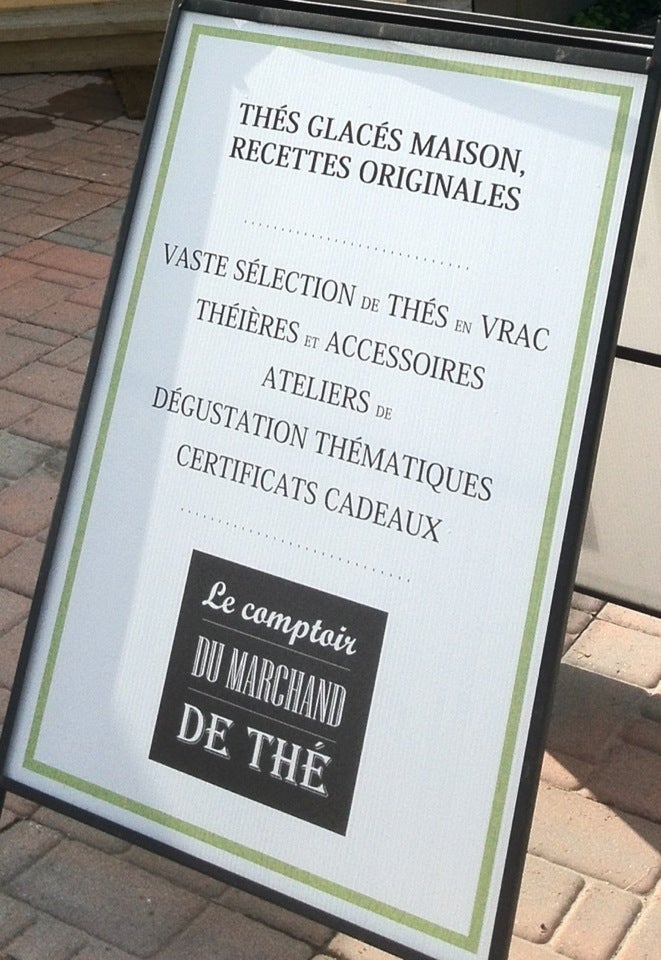 THÉS GLACÉS MAISON,
RECETTES ORIGINALES
VASTE SÉLECTION DE THÉS EN VRAC
THÉIÈRES ET ACCESSOIRES
ATELIERS DE
DÉGUSTATION THÉMATIQUES
CERTIFICATS CADEAUX
Le comptoir
DU MARCHAND
DE THÉ